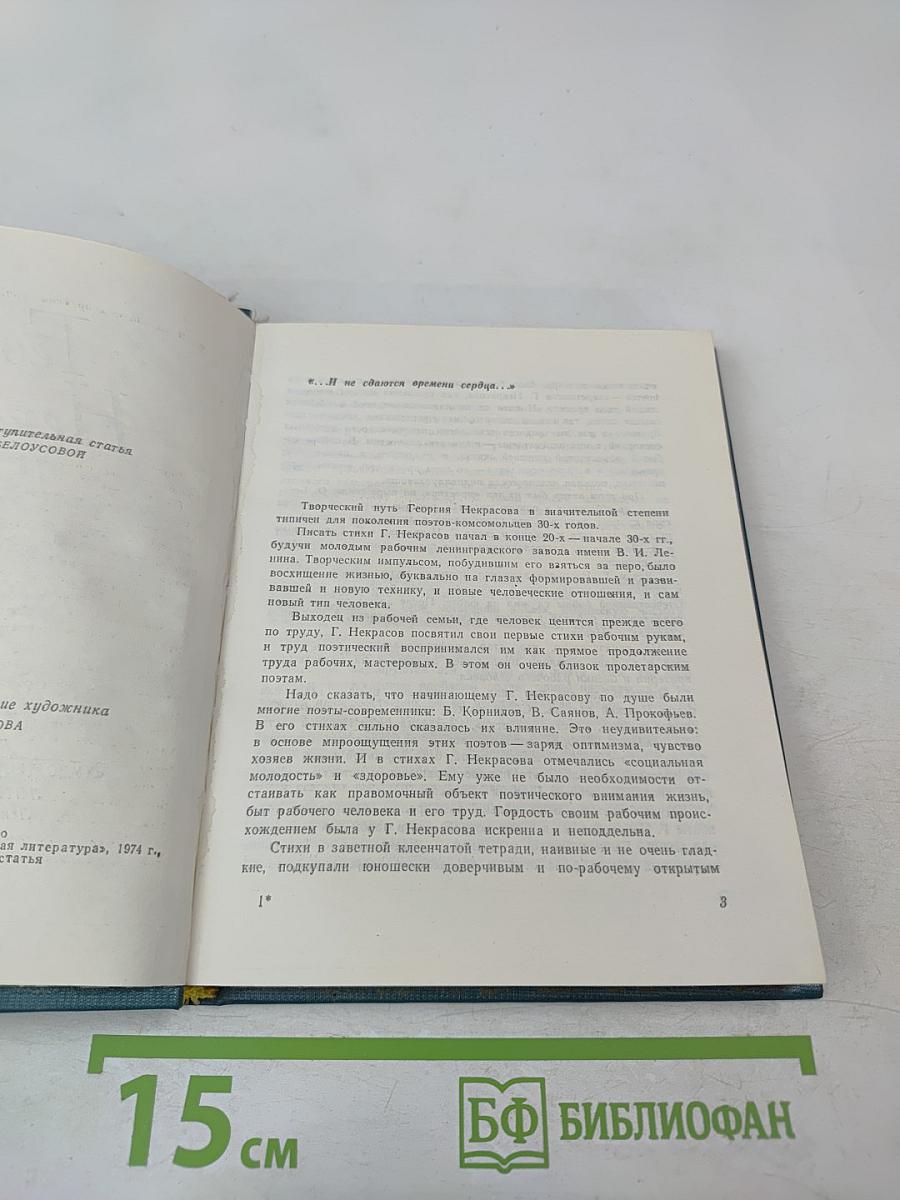 тупительная статья
БЕЛОУСОВОЙ
ие художника
ОВА
о
ая литература», 1974 г.,
статья
«...И не сдаются времени сердца...»
Творческий путь Георгия Некрасова в значительной степени
типичен для поколения поэтов-комсомольцев 30-х годов.
Писать стихи Г. Некрасов начал в конце 20-х — начале 30-х гг.,
будучи молодым рабочим ленинградского завода имени В. И. Ле-
нина. Творческим импульсом, побудившим его взяться за перо, было
восхищение жизнью, буквально на глазах формировавшей и разви-
вавшей и новую технику, и новые человеческие отношения, и сам
новый тип человека.
Выходец из рабочей семьи, где человек ценится прежде всего
по труду, Г. Некрасов посвятил свои первые стихи рабочим рукам,
и труд поэтический воспринимался им как прямое продолжение
труда рабочих, мастеровых. В этом он очень близок пролетарским
поэтам.
Надо сказать, что начинающему Г. Некрасову по душе были
многие поэты-современники: Б. Корнилов, В. Саянов, А. Прокофьев.
В его стихах сильно сказалось их влияние. Это неудивительно:
в основе мироощущения этих поэтов — заряд оптимизма, чувство
хозяев жизни. И в стихах Г. Некрасова отмечались «социальная
молодость» и «здоровье». Ему уже не было необходимости от-
стаивать как правомочный объект поэтического внимания жизнь,
быт рабочего человека и его труд. Гордость своим рабочим проис-
хождением была у Г. Некрасова искренна и неподдельна.
Стихи в заветной клеенчатой тетради, наивные и не очень глад-
кие, подкупали юношески доверчивым и по-рабочему открытым
1*
3
15 см
БФ БИБЛИОФАН